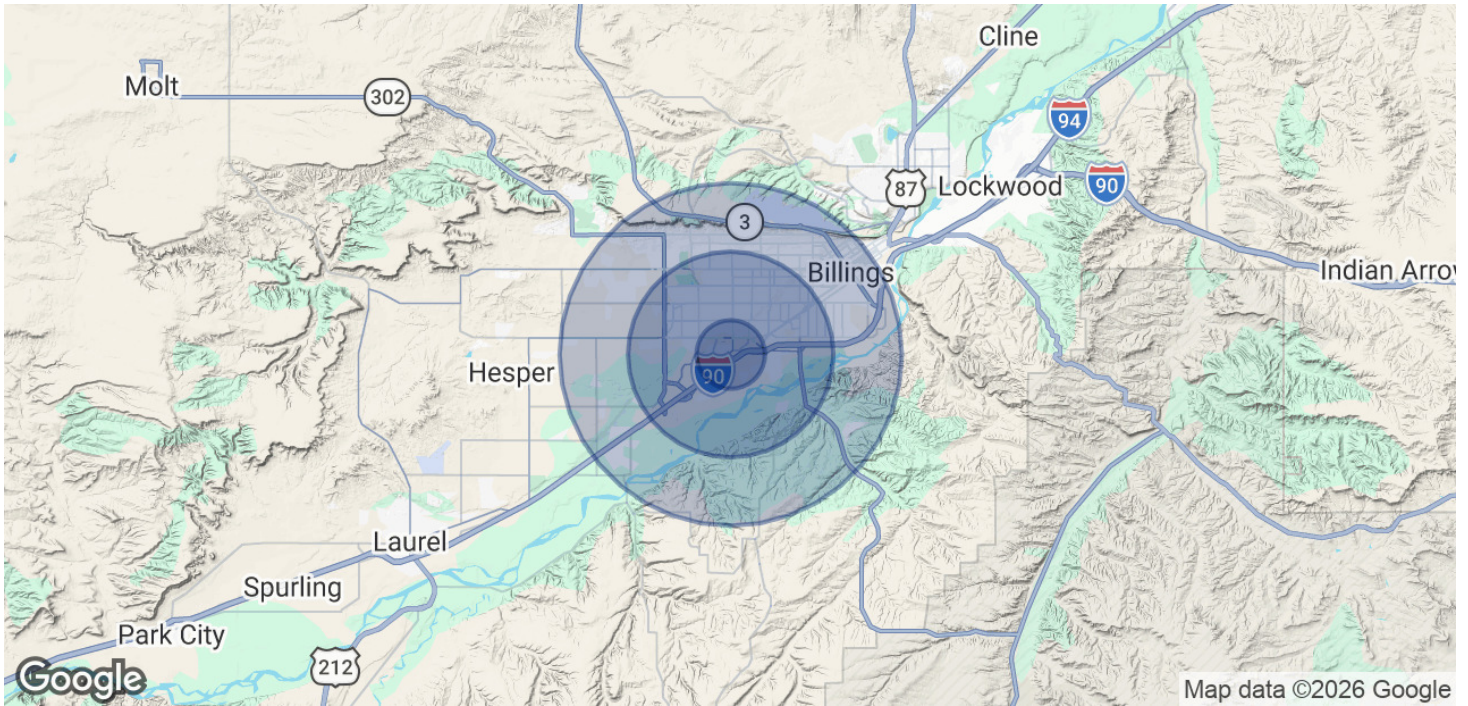 Cline
Molt
302
94
87
Lockwood
90
3
Billings
Indian Arrow
Hesper
90
Laurel
Spurling
Park City
212
Google
Map data ©2026 Google